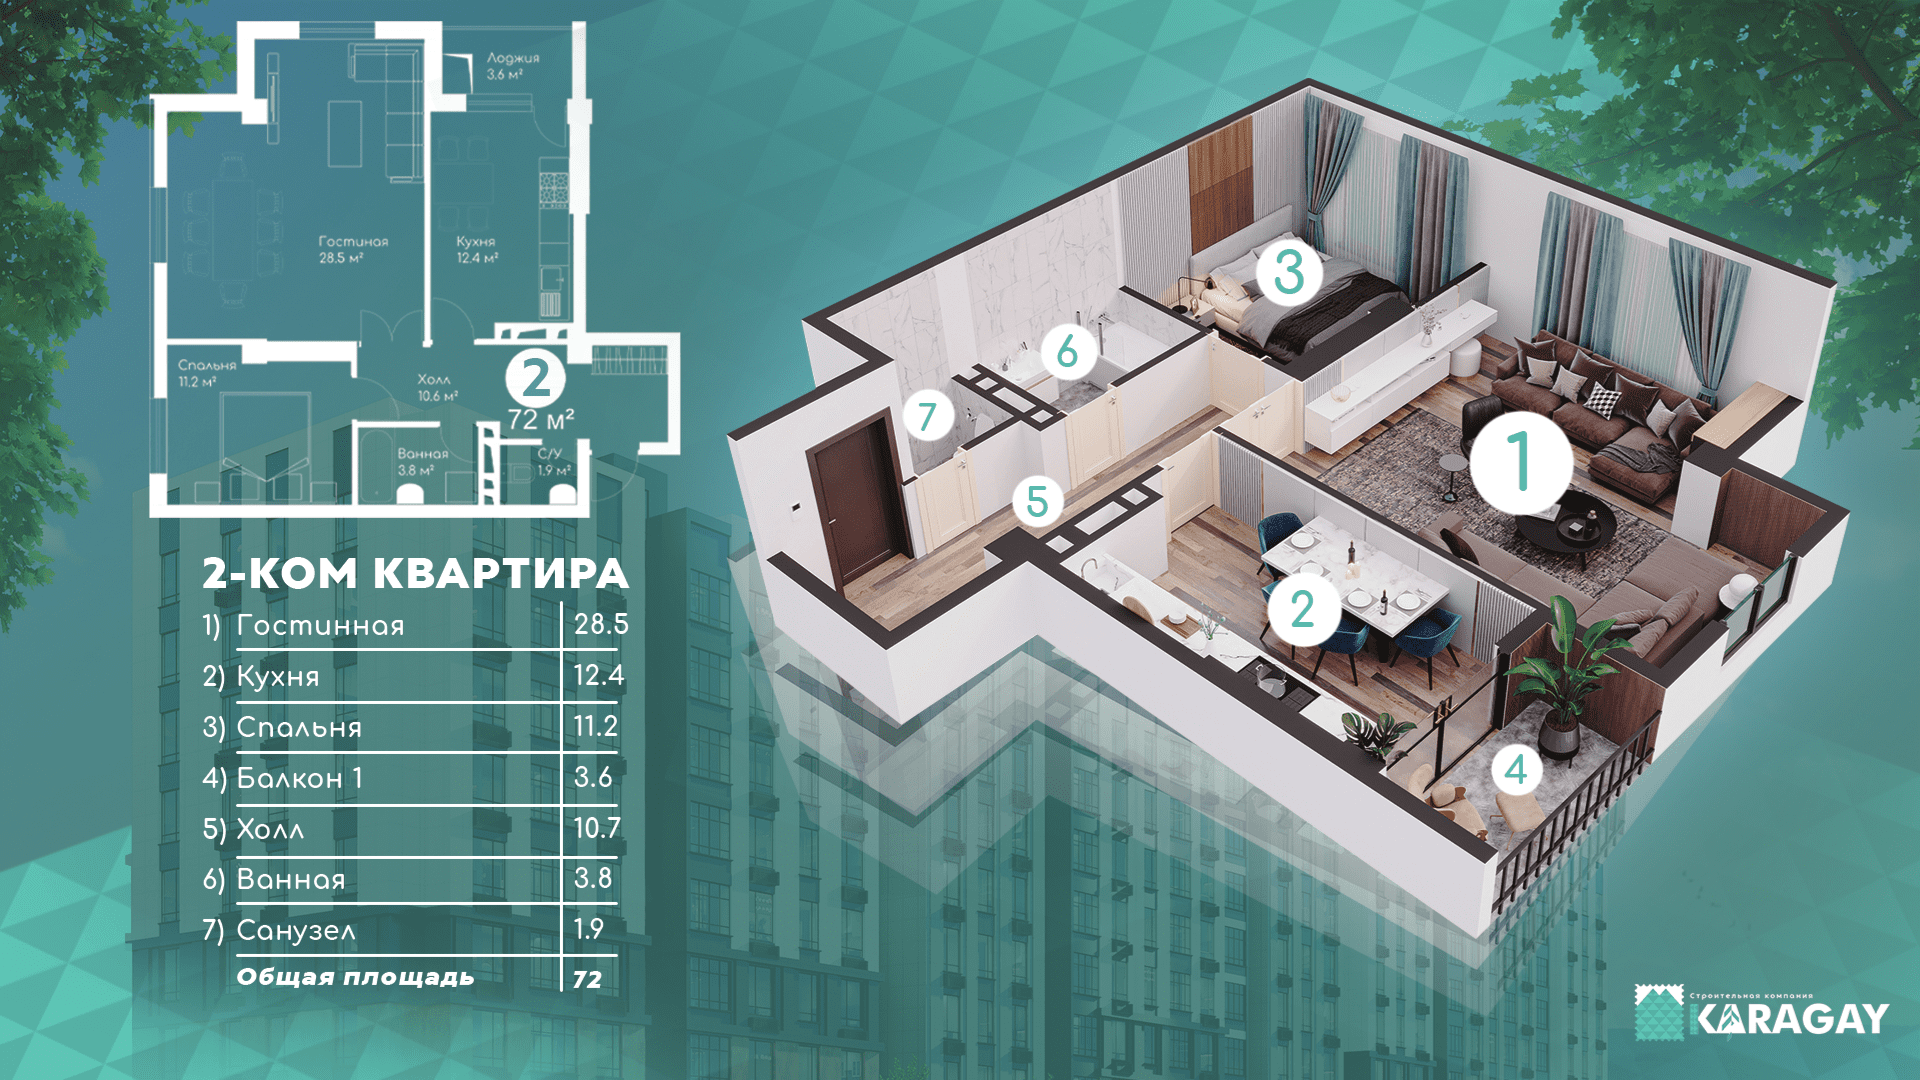 Лоджия
3.6 м²
Гостиная
28.5 м²
Кухня
12.4 м²
Спальня
11.2 м²
Холл
10.6 м²
2
72 м²
Ванная
3.8 м²
С/У
1.9 м²
2-КОМ КВАРТИРА
1) Гостинная 28.5
2) Кухня 12.4
3) Спальня 11.2
4) Балкон 1 3.6
5) Холл 10.7
6) Ванная 3.8
7) Санузел 1.9
Общая площадь 72
3
6
7
1
5
2
4
Строительная компания
KARAGAY